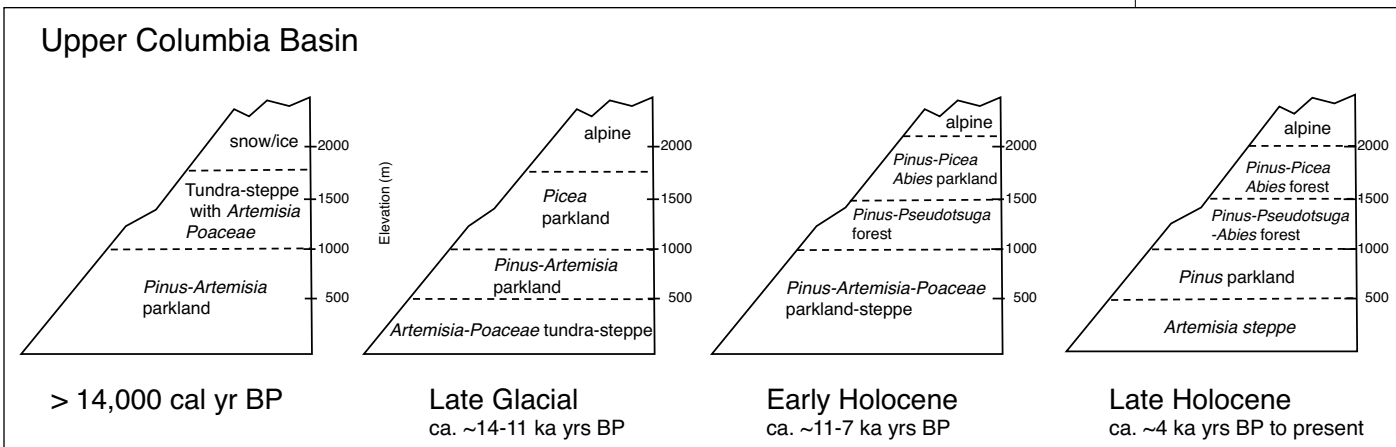 Upper Columbia Basin
snow/ice
Tundra-steppe
with Artemisia
Poaceae
Pinus-Artemisia
parkland
2000
1500
1000
500
> 14,000 cal yr BP
Elevation (m)
alpine
Picea
parkland
Pinus-Artemisia
parkland
Artemisia-Poaceae tundra-steppe
2000
1500
1000
500
Late Glacial
ca. ~14-11 ka yrs BP
alpine
Pinus-Picea
Abies parkland
Pinus-Pseudotsuga
forest
Pinus-Artemisia-Poaceae
parkland-steppe
2000
1500
1000
500
Early Holocene
ca. ~11-7 ka yrs BP
alpine
Pinus-Picea
Abies forest
Pinus-Pseudotsuga
-Abies forest
Pinus parkland
Artemisia steppe
2000
1500
1000
500
Late Holocene
ca. ~4 ka yrs BP to present